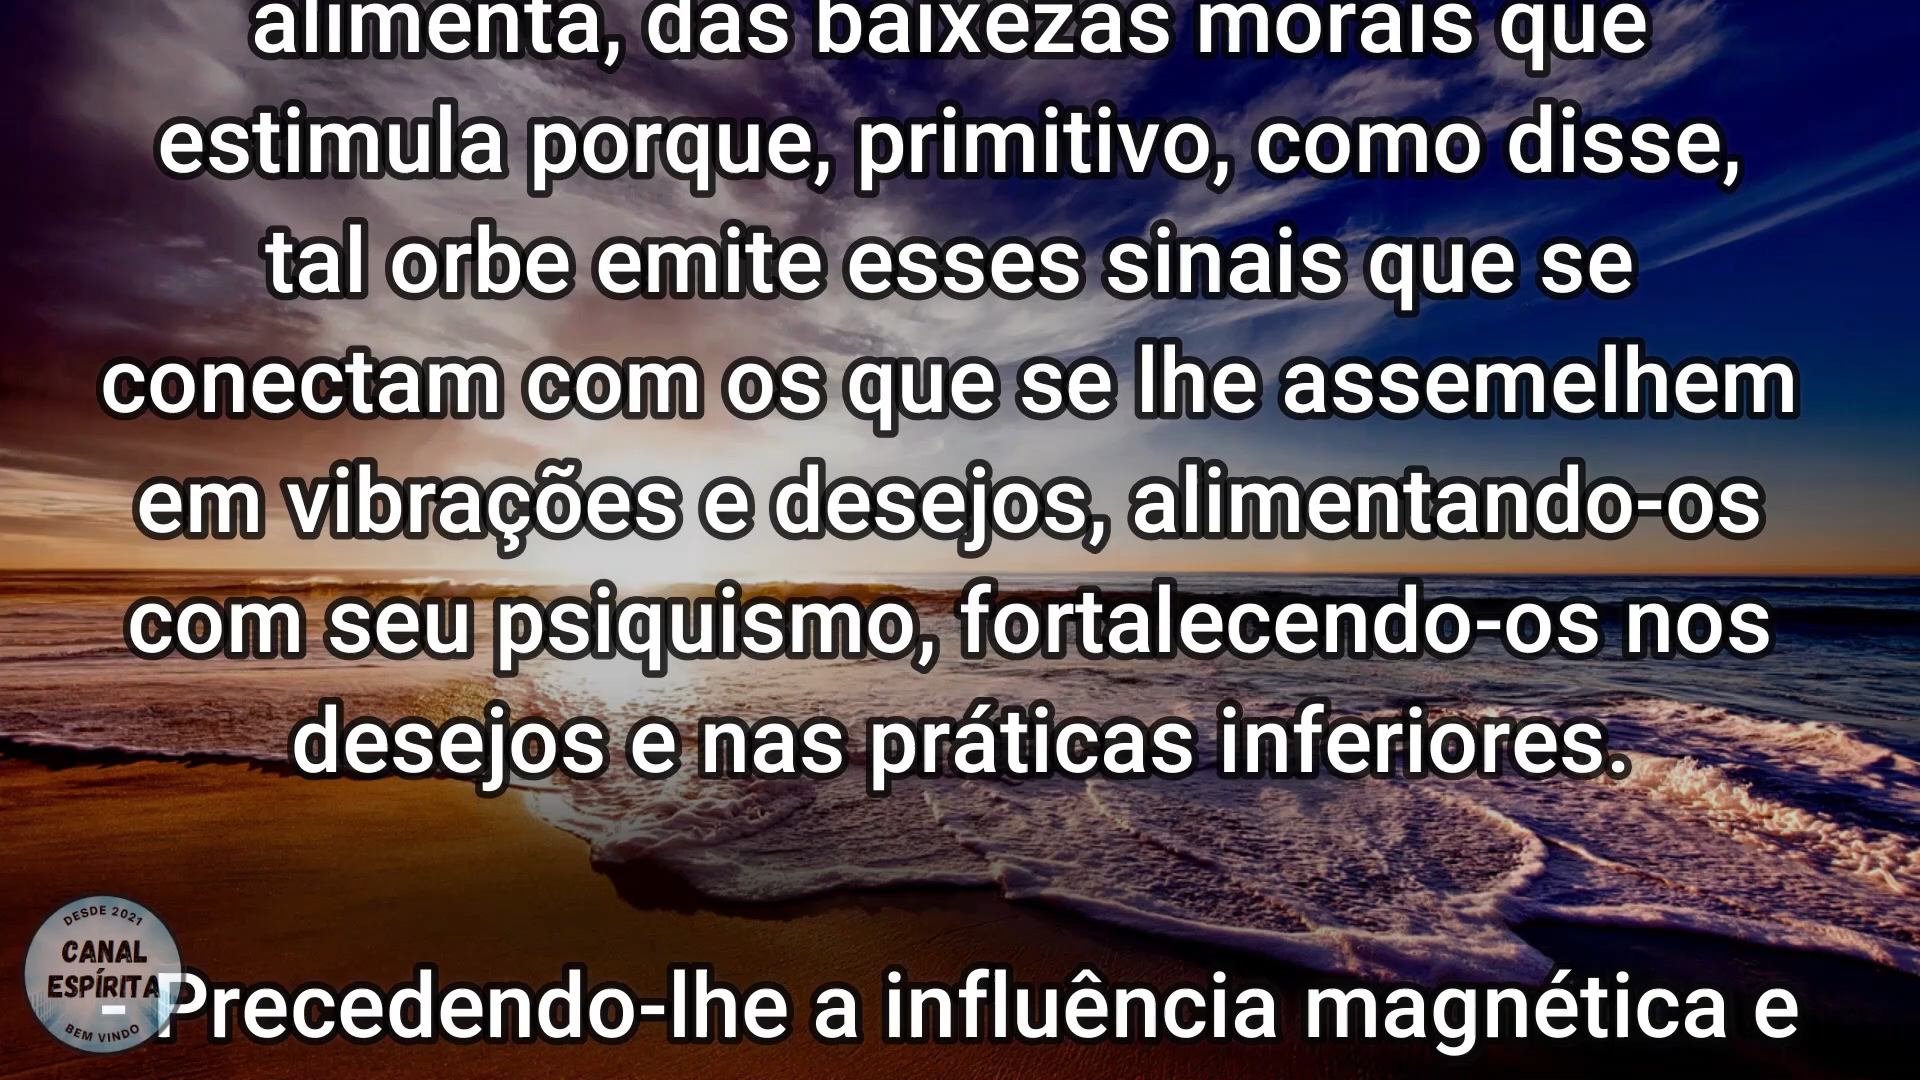 alimenta, das baixezas morais que
estimula porque, primitivo, como disse,
tal orbe emite esses sinais que se
conectam com os que se lhe assemelhem
em vibrações e desejos, alimentando-os
com seu psiquismo, fortalecendo-os nos
desejos e nas práticas inferiores.
- Precedendo-lhe a influência magnética e
DESDE 2021
CANAL
ESPÍRITA
BEM VINDO